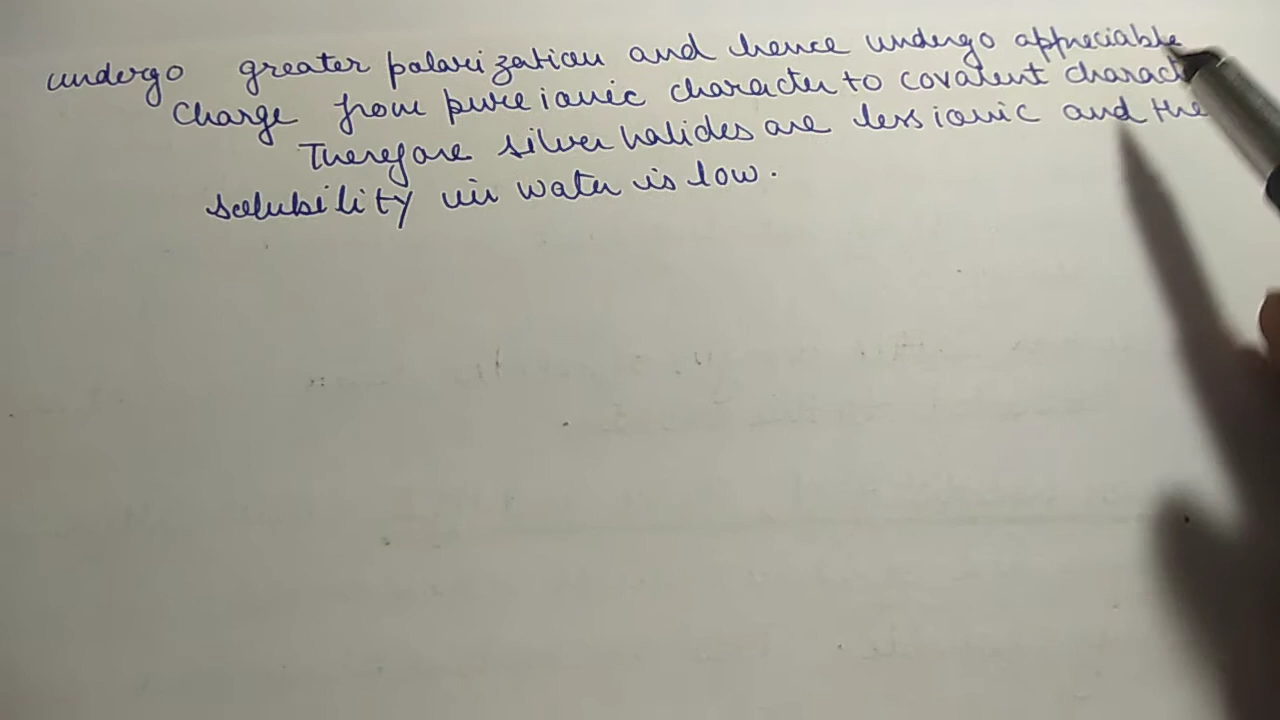 undergo greater polarization and hence undergo appreciable
Charge from pure ionic character to covalent charact
Therefore silver halides are less ionic and the
solubility in water is low.